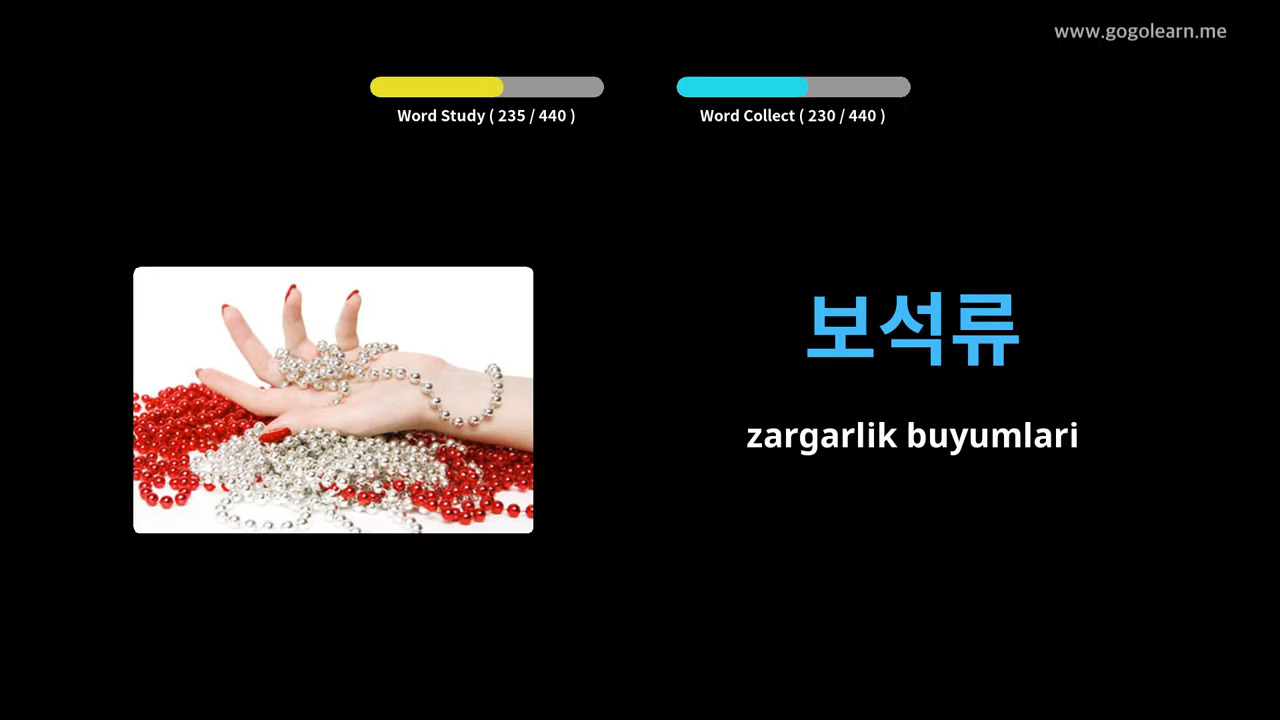 www.gogolearn.me
Word Study ( 235 / 440 )
Word Collect ( 230 / 440 )
보석류
zargarlik buyumlari